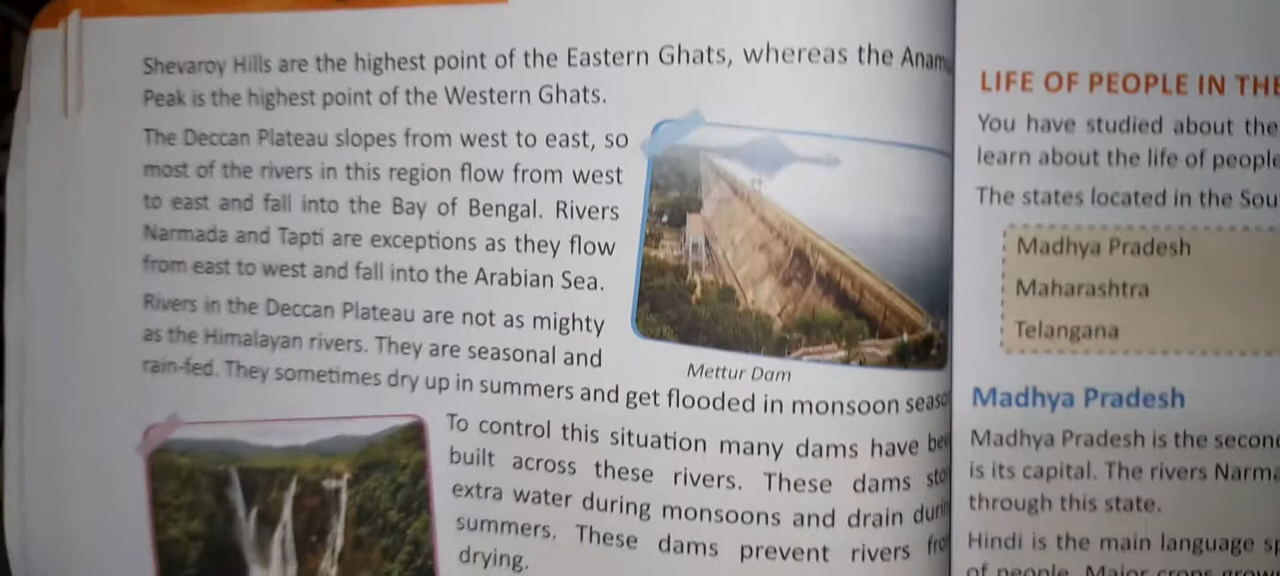 Shevaroy Hills are the highest point of the Eastern Ghats, whereas the
Peak is the highest point of the Western Ghats.
The Deccan Plateau slopes from west to east, so
most of the rivers in this region flow from west
to east and fall into the Bay of Bengal. Rivers
Narmada and Tapti are exceptions as they flow
from east to west and fall into the Arabian Sea.
Rivers in the Deccan Plateau are not as mighty
as the Himalayan rivers. They are seasonal and
rain-fed. They sometimes dry up in summers and get flooded in monsoon
Mettur Dam
To control this situation many dams have
built across these rivers. These dams
extra water during monsoons and drain
summers. These dams prevent rivers
drying.
LIFE OF PEOPLE IN
You have studied about the
learn about the life of
The states located in the
Madhya Pradesh
Maharashtra
Telangana
Madhya Pradesh
Madhya Pradesh is the
is its capital. The rivers
through this state.
Hindi is the main language
of people. Major crops